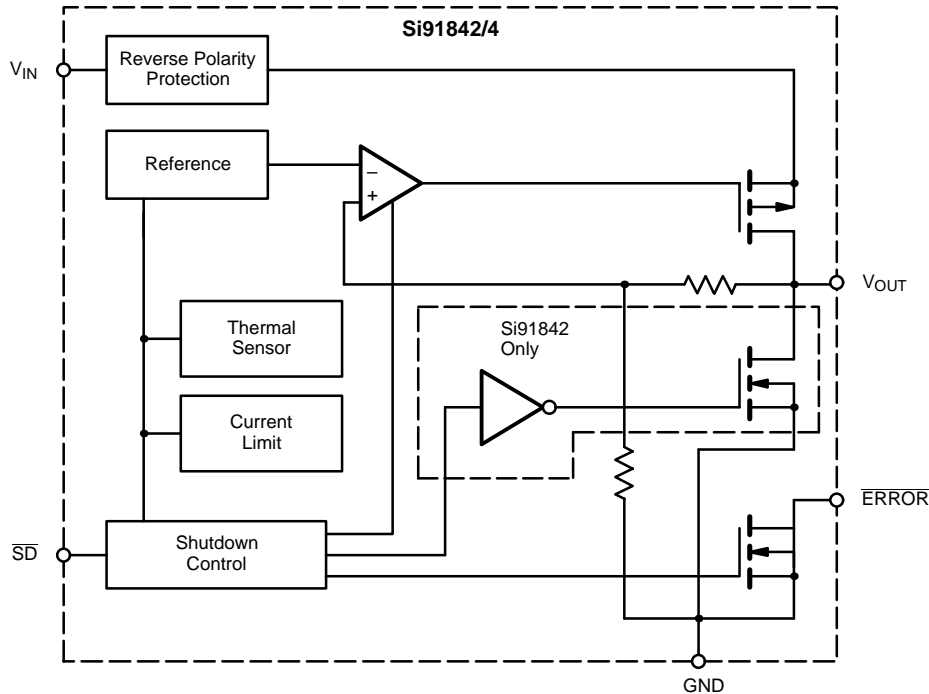 Si91842/4
VIN
Reverse Polarity
Protection
Reference
–
+
VOUT
Si91842
Only
Thermal
Sensor
Current
Limit
ERROR
SD
Shutdown
Control
GND